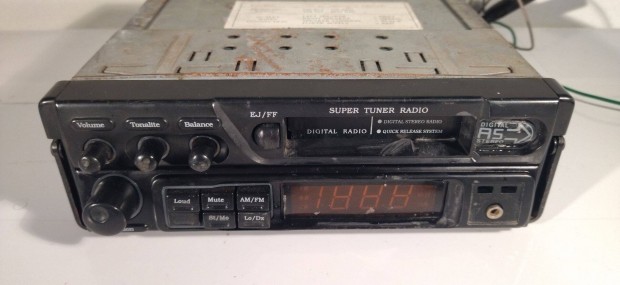 SUPER TUNER RADIO
EJ/FF
DIGITAL STEREO RADIO
DIGITAL RADIO
QUICK RELEASE SYSTEM
Volume Tonalite Balance
DIGITAL
AS
STEREO
Loud Mute AM/FM
St/Mo Lo/Dx